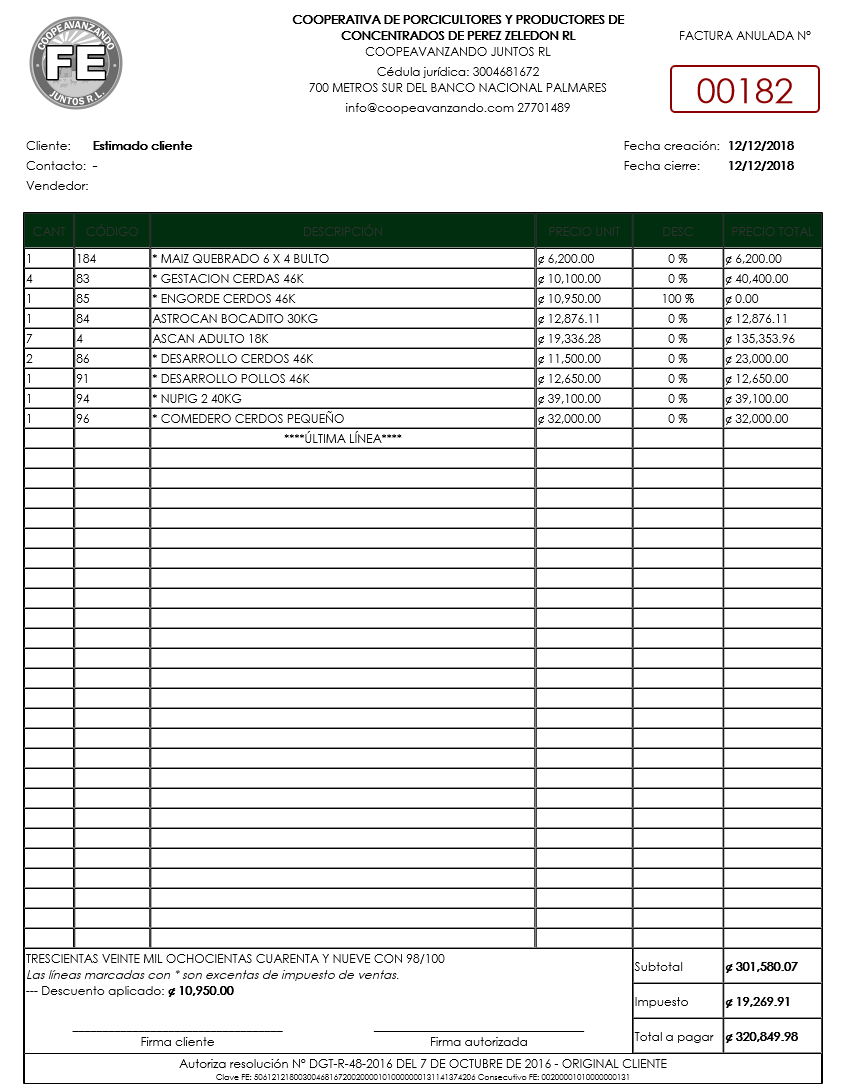 COOPEAVANZANDO
FE
JUNTOS R.L.
COOPERATIVA DE PORCICULTORES Y PRODUCTORES DE
CONCENTRADOS DE PEREZ ZELEDON RL
COOPEAVANZANDO JUNTOS RL
Cédula jurídica: 3004681672
700 METROS SUR DEL BANCO NACIONAL PALMARES
info@coopeavanzando.com 27701489
FACTURA ANULADA Nº
00182
Cliente: Estimado cliente
Contacto: -
Vendedor:
Fecha creación: 12/12/2018
Fecha cierre: 12/12/2018
CANT CÓDIGO DESCRIPCIÓN PRECIO UNIT DESC PRECIO TOTAL
1 184 * MAIZ QUEBRADO 6 X 4 BULTO ¢ 6,200.00 0 % ¢ 6,200.00
4 83 * GESTACION CERDAS 46K ¢ 10,100.00 0 % ¢ 40,400.00
1 85 * ENGORDE CERDOS 46K ¢ 10,950.00 100 % ¢ 0.00
1 84 ASTROCAN BOCADITO 30KG ¢ 12,876.11 0 % ¢ 12,876.11
7 4 ASCAN ADULTO 18K ¢ 19,336.28 0 % ¢ 135,353.96
2 86 * DESARROLLO CERDOS 46K ¢ 11,500.00 0 % ¢ 23,000.00
1 91 * DESARROLLO POLLOS 46K ¢ 12,650.00 0 % ¢ 12,650.00
1 94 * NUPIG 2 40KG ¢ 39,100.00 0 % ¢ 39,100.00
1 96 * COMEDERO CERDOS PEQUEÑO ¢ 32,000.00 0 % ¢ 32,000.00
****ÚLTIMA LÍNEA****
TRESCIENTAS VEINTE MIL OCHOCIENTAS CUARENTA Y NUEVE CON 98/100
Las líneas marcadas con * son excentas de impuesto de ventas.
--- Descuento aplicado: ¢ 10,950.00
Firma cliente Firma autorizada
Subtotal ¢ 301,580.07
Impuesto ¢ 19,269.91
Total a pagar ¢ 320,849.98
Autoriza resolución Nº DGT-R-48-2016 DEL 7 DE OCTUBRE DE 2016 - ORIGINAL CLIENTE
Clave FE: 50612121800300468167200200001010000000131141374206 Consecutivo FE: 00200001010000000131